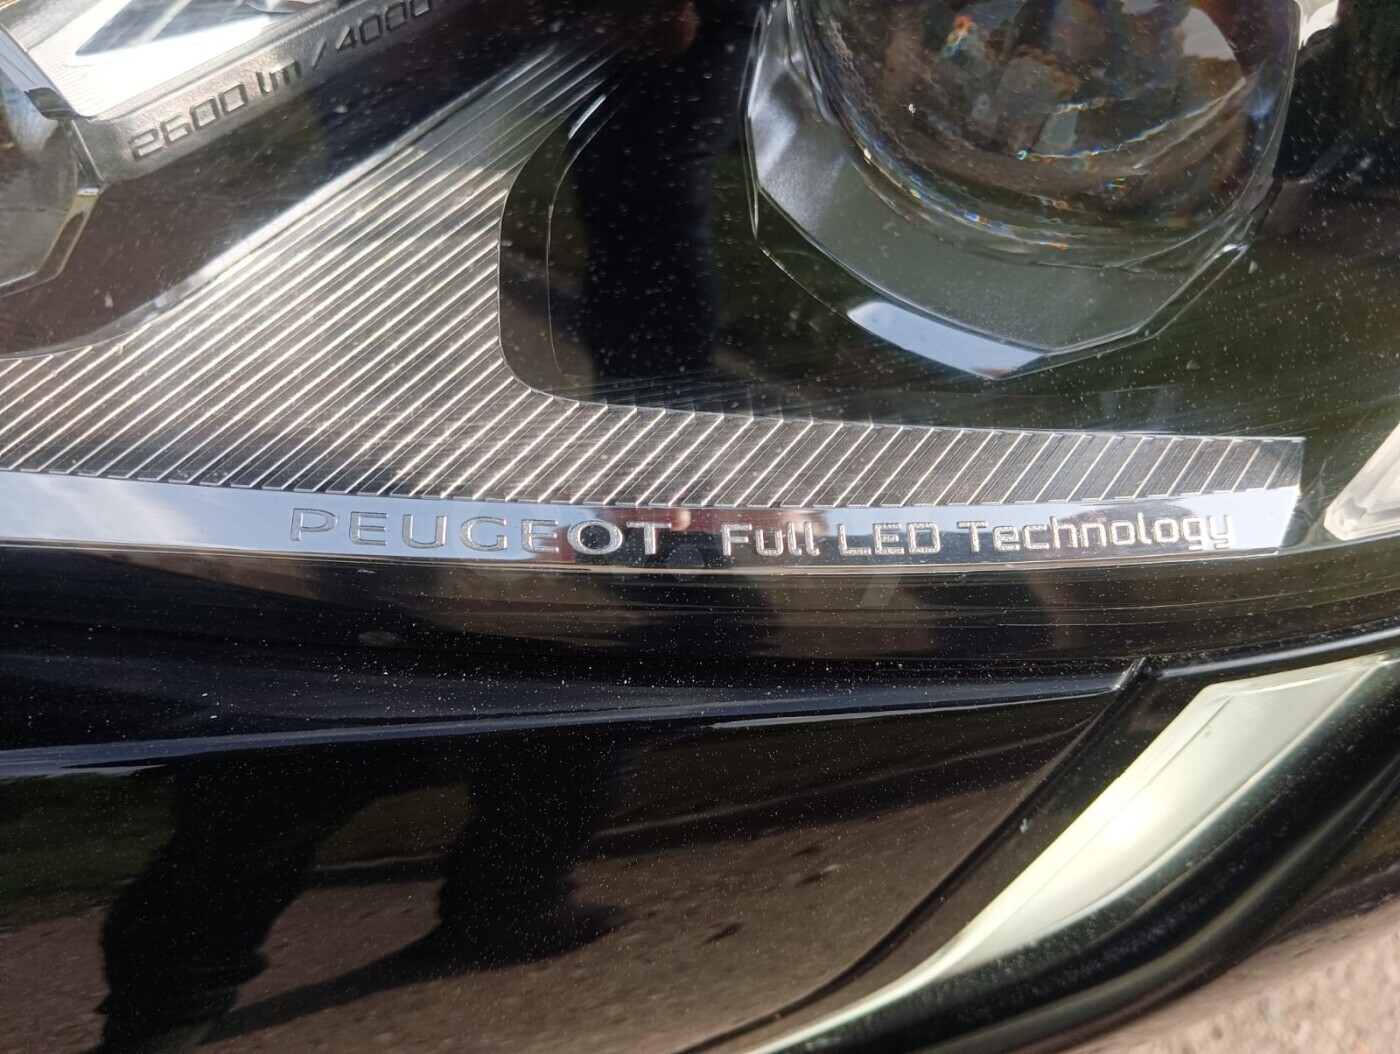 2600 lm / 4000
PEUGEOT Full LED Technology